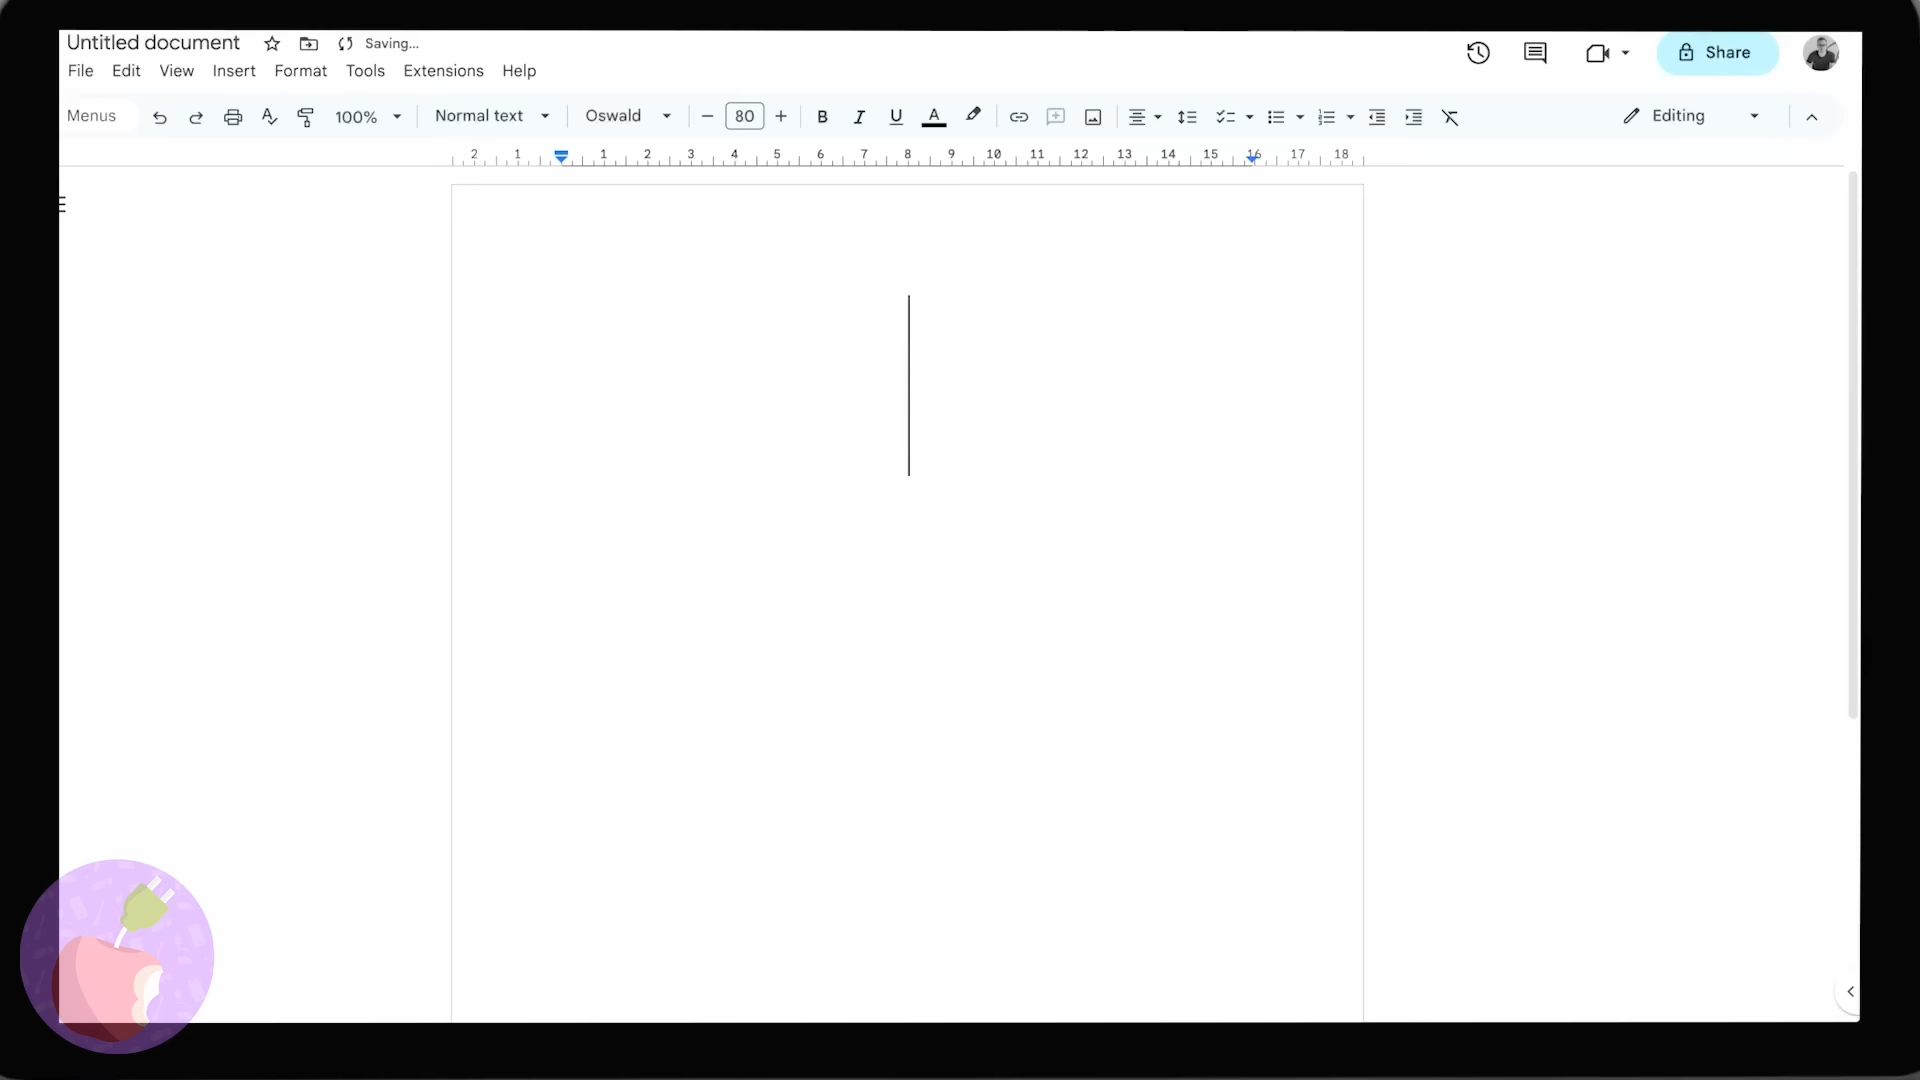 Untitled document Saving...
File Edit View Insert Format Tools Extensions Help
Share
Menus 100% Normal text Oswald 80 Editing
2 1 1 2 3 4 5 6 7 8 9 10 11 12 13 14 15 16 17 18